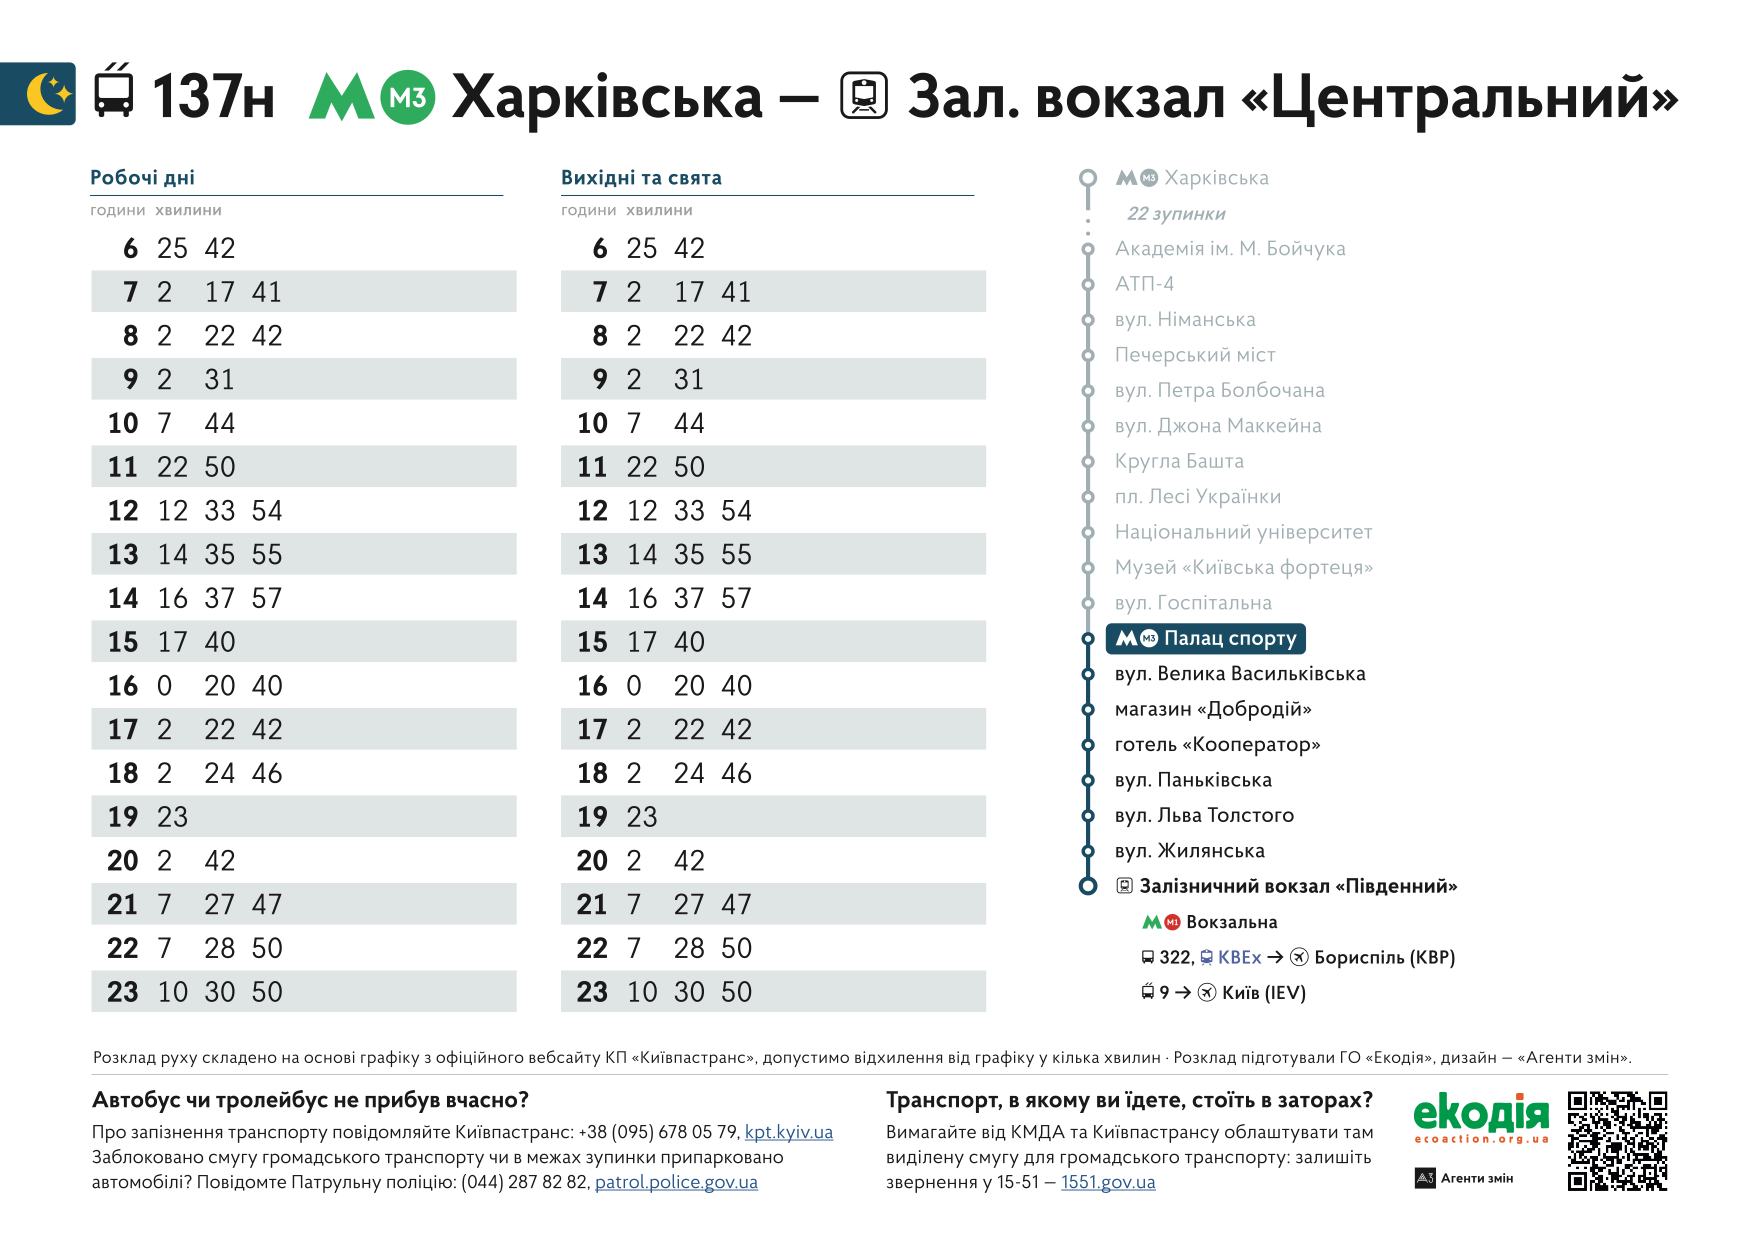 137н М3 Харківська — Зал. вокзал «Центральний»
Робочі дні
години хвилини
6 25 42
7 2 17 41
8 2 22 42
9 2 31
10 7 44
11 22 50
12 12 33 54
13 14 35 55
14 16 37 57
15 17 40
16 0 20 40
17 2 22 42
18 2 24 46
19 23
20 2 42
21 7 27 47
22 7 28 50
23 10 30 50
Вихідні та свята
години хвилини
6 25 42
7 2 17 41
8 2 22 42
9 2 31
10 7 44
11 22 50
12 12 33 54
13 14 35 55
14 16 37 57
15 17 40
16 0 20 40
17 2 22 42
18 2 24 46
19 23
20 2 42
21 7 27 47
22 7 28 50
23 10 30 50
М3 Харківська
22 зупинки
Академія ім. М. Бойчука
АТП-4
вул. Німанська
Печерський міст
вул. Петра Болбочана
вул. Джона Маккейна
Кругла Башта
пл. Лесі Українки
Національний університет
Музей «Київська фортеця»
вул. Госпітальна
М3 Палац спорту
вул. Велика Васильківська
магазин «Добродій»
готель «Кооператор»
вул. Паньківська
вул. Льва Толстого
вул. Жилянська
Залізничний вокзал «Південний»
М1 Вокзальна
322, KBEx → Бориспіль (KBP)
9 → Київ (IEV)
Розклад руху складено на основі графіку з офіційного вебсайту КП «Київпастранс», допустимо відхилення від графіку у кілька хвилин · Розклад підготували ГО «Екодія», дизайн — «Агенти змін».
Автобус чи тролейбус не прибув вчасно?
Про запізнення транспорту повідомляйте Київпастранс: +38 (095) 678 05 79, kpt.kyiv.ua
Заблоковано смугу громадського транспорту чи в межах зупинки припарковано
автомобілі? Повідомте Патрульну поліцію: (044) 287 82 82, patrol.police.gov.ua
Транспорт, в якому ви їдете, стоїть в заторах?
Вимагайте від КМДА та Київпастрансу облаштувати там
виділену смугу для громадського транспорту: залишіть
звернення у 15-51 — 1551.gov.ua
екодія
ecoaction.org.ua
АЗ Агенти змін